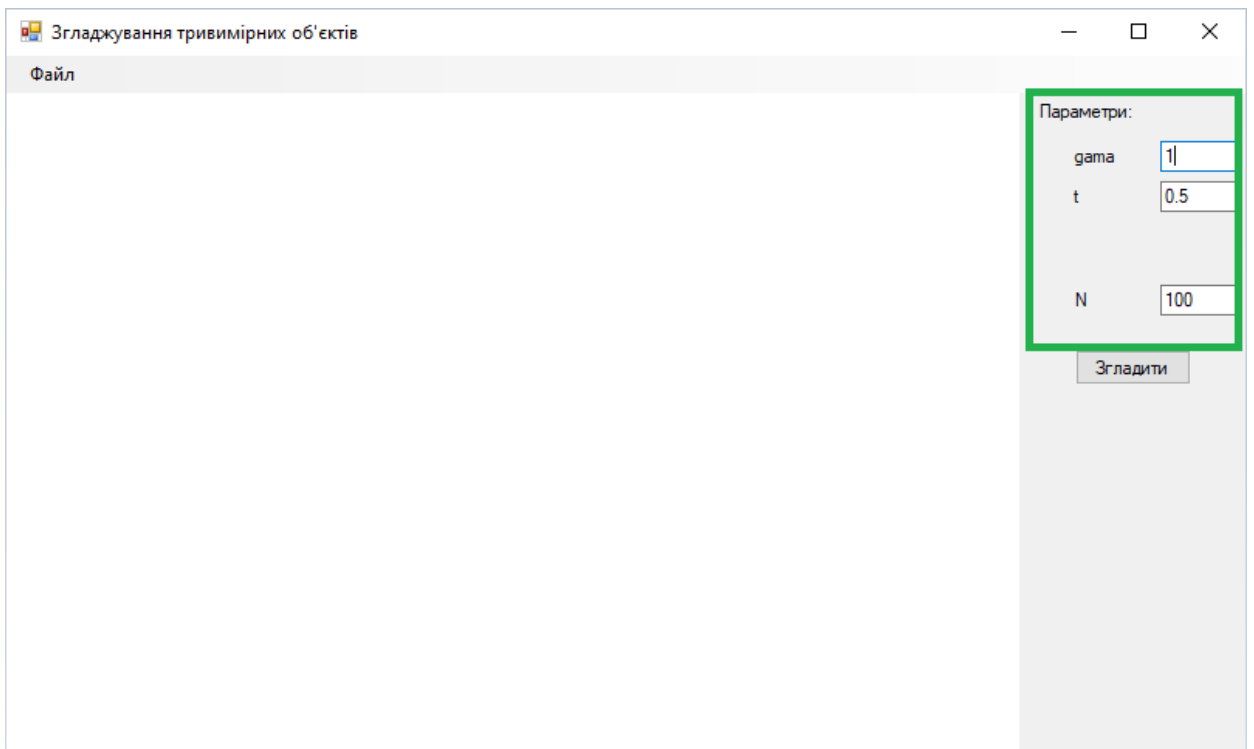 Згладжування тривимірних об'єктів
Файл
Параметри:
gama 1
t 0.5
N 100
Згладити